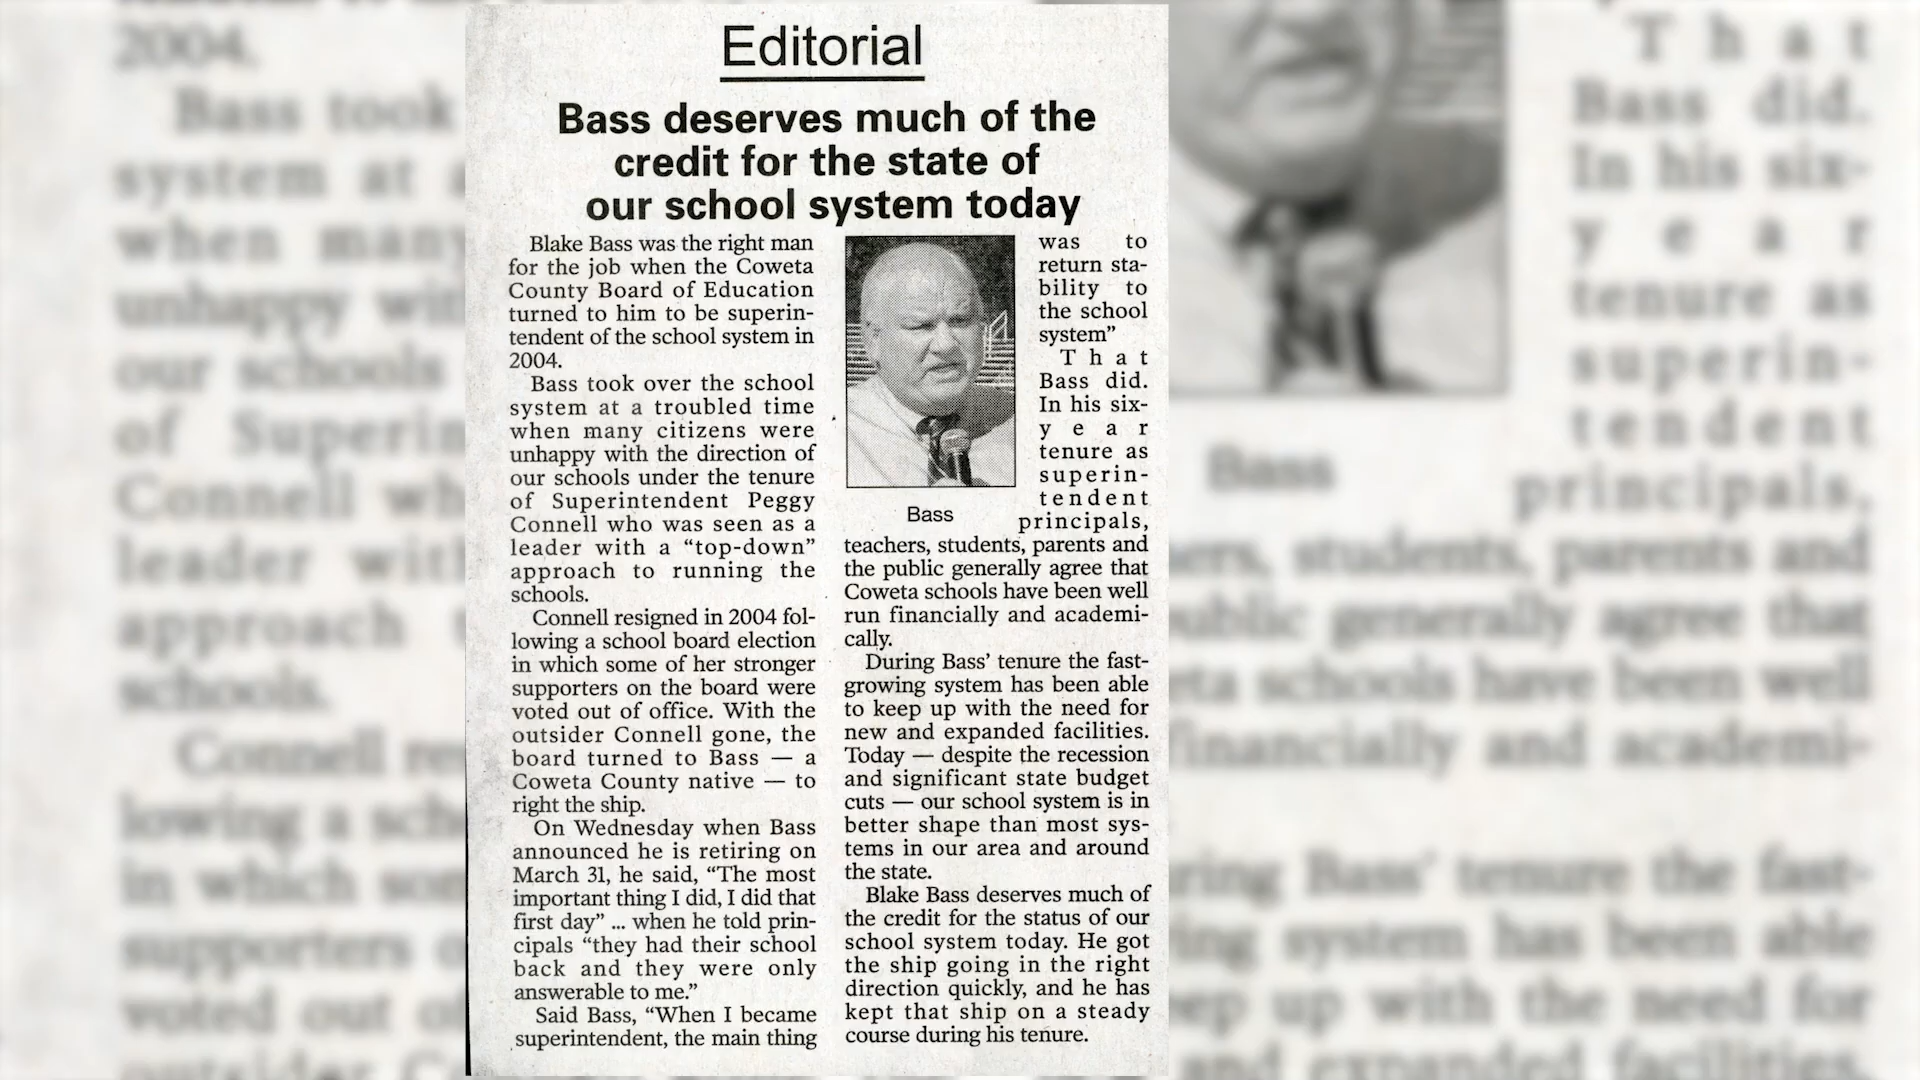 Editorial
Bass deserves much of the
credit for the state of
our school system today
Blake Bass was the right man
for the job when the Coweta
County Board of Education
turned to him to be superin-
tendent of the school system in
2004.
Bass took over the school
system at a troubled time
when many citizens were
unhappy with the direction of
our schools under the tenure
of Superintendent Peggy
Connell who was seen as a
leader with a “top-down”
approach to running the
schools.
Connell resigned in 2004 fol-
lowing a school board election
in which some of her stronger
supporters on the board were
voted out of office. With the
outsider Connell gone, the
board turned to Bass — a
Coweta County native — to
right the ship.
On Wednesday when Bass
announced he is retiring on
March 31, he said, “The most
important thing I did, I did that
first day” ... when he told prin-
cipals “they had their school
back and they were only
answerable to me.”
Said Bass, “When I became
superintendent, the main thing
was to
return sta-
bility to
the school
system”
That
Bass did.
In his six-
year
tenure as
superin-
tendent
Bass
principals,
teachers, students, parents and
the public generally agree that
Coweta schools have been well
run financially and academi-
cally.
During Bass’ tenure the fast-
growing system has been able
to keep up with the need for
new and expanded facilities.
Today — despite the recession
and significant state budget
cuts — our school system is in
better shape than most sys-
tems in our area and around
the state.
Blake Bass deserves much of
the credit for the status of our
school system today. He got
the ship going in the right
direction quickly, and he has
kept that ship on a steady
course during his tenure.